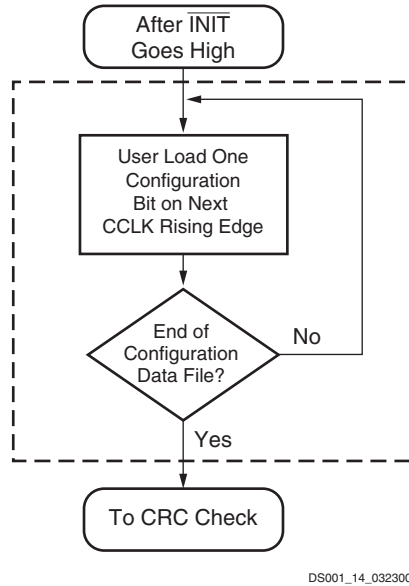 After INIT
Goes High
User Load One
Configuration
Bit on Next
CCLK Rising Edge
End of
Configuration
Data File?
No
Yes
To CRC Check
DS001_14_032300